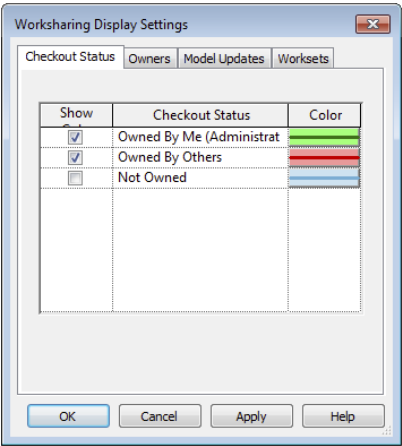 Worksharing Display Settings
Checkout Status Owners Model Updates Worksets
Show Checkout Status Color
Owned By Me (Administrat
Owned By Others
Not Owned
OK Cancel Apply Help